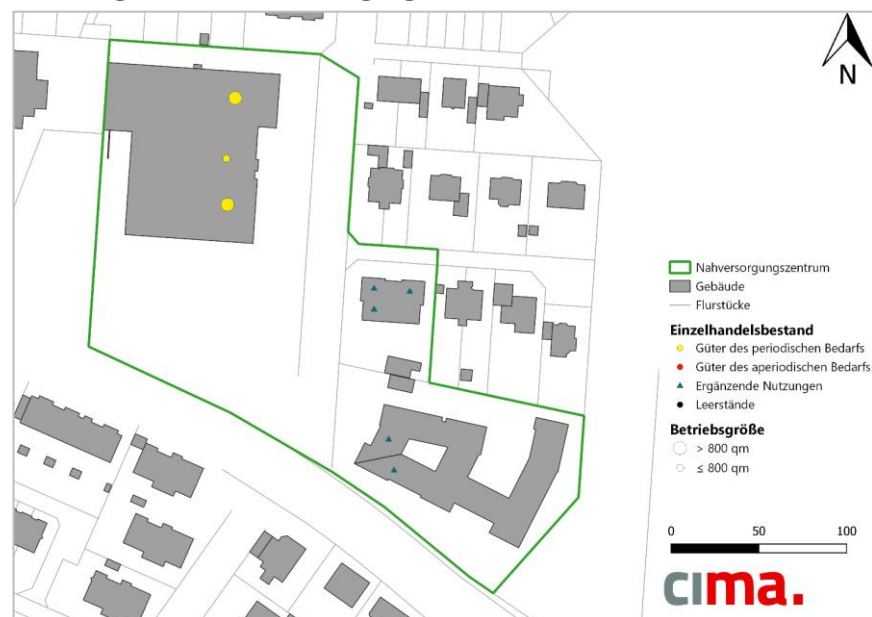 N
Nahversorgungszentrum
Gebäude
Flurstücke
Einzelhandelsbestand
Güter des periodischen Bedarfs
Güter des aperiodischen Bedarfs
Ergänzende Nutzungen
Leerstände
Betriebsgröße
> 800 qm
≤ 800 qm
0 50 100
cima.